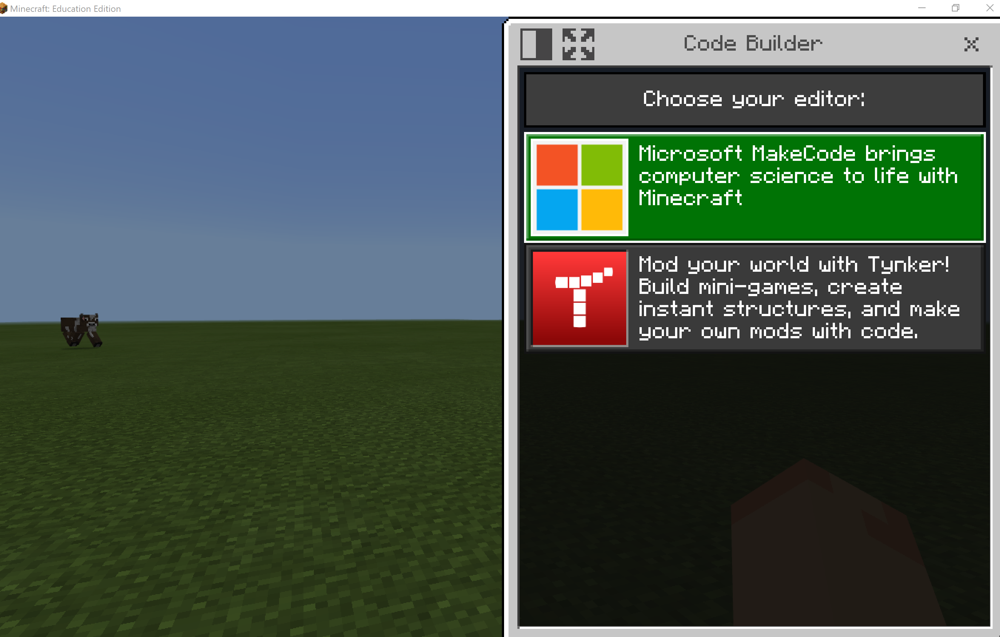 Minecraft: Education Edition
Code Builder
Choose your editor:
Microsoft MakeCode brings
computer science to life with
Minecraft
Mod your world with Tynker!
Build mini-games, create
instant structures, and make
your own mods with code.